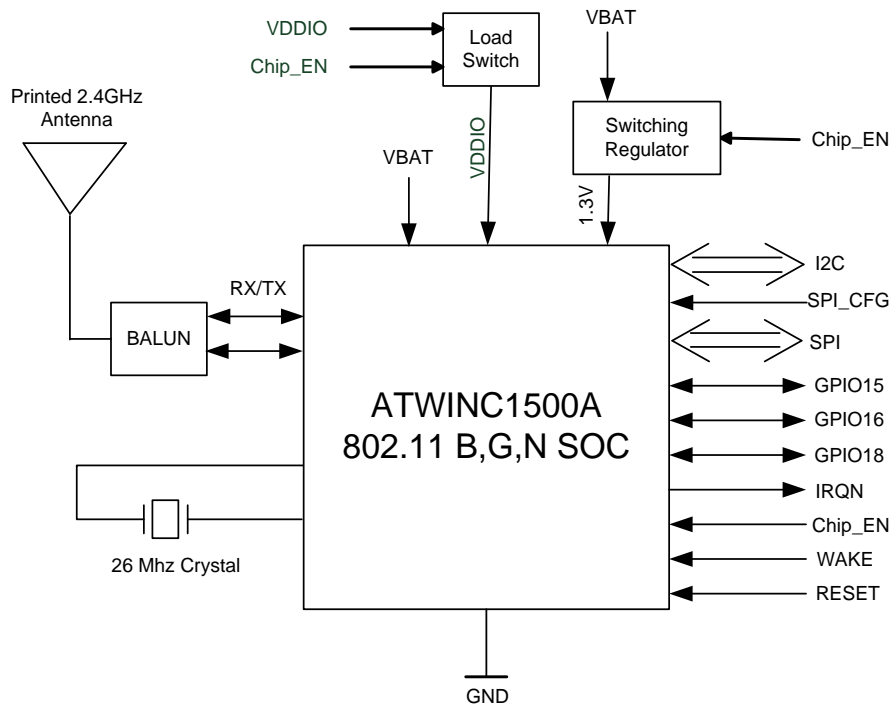 VDDIO
Chip_EN
Load
Switch
VBAT
Printed 2.4GHz
Antenna
Switching
Regulator
Chip_EN
VBAT
VDDIO
1.3V
RX/TX
BALUN
I2C
SPI_CFG
SPI
GPIO15
ATWINC1500A
802.11 B,G,N SOC
GPIO16
GPIO18
IRQN
Chip_EN
26 Mhz Crystal
WAKE
RESET
GND